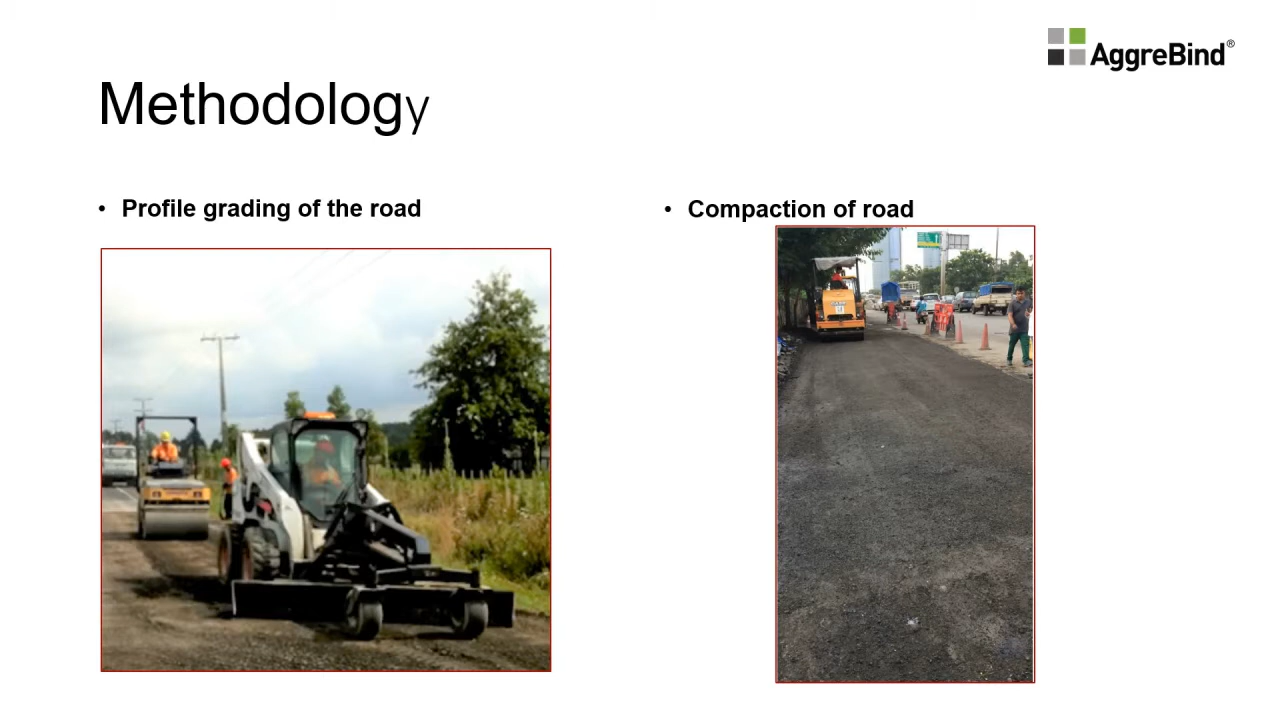 AggreBind®
Methodology
• Profile grading of the road
• Compaction of road